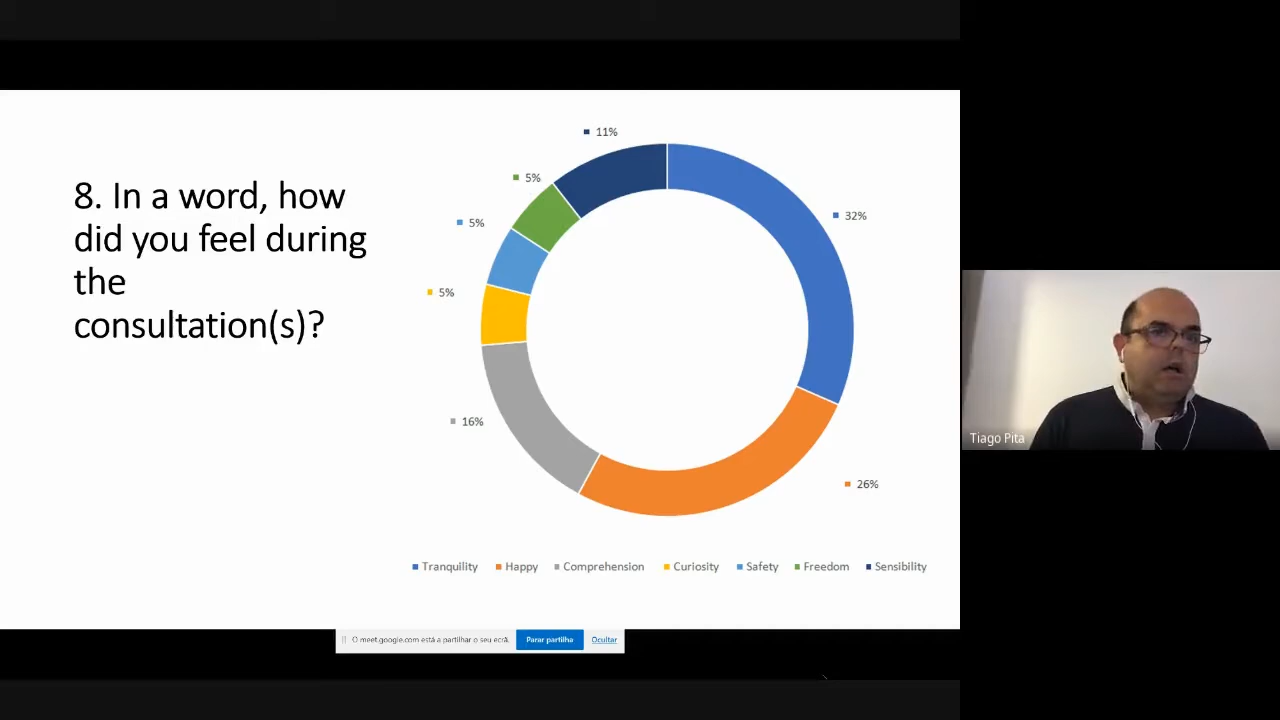 8. In a word, how
did you feel during
the
consultation(s)?
11%
5%
5%
5%
16%
32%
26%
Tranquility Happy Comprehension Curiosity Safety Freedom Sensibility
Tiago Pita
O meet.google.com está a partilhar o seu ecrã. Parar partilha Ocultar